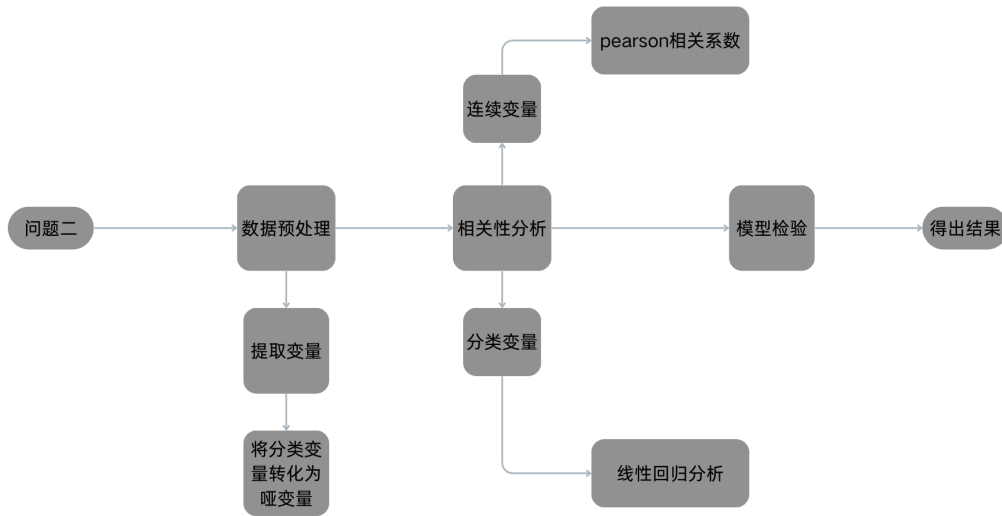 pearson相关系数
连续变量
问题二
数据预处理
相关性分析
模型检验
得出结果
提取变量
分类变量
将分类变
量转化为
哑变量
线性回归分析